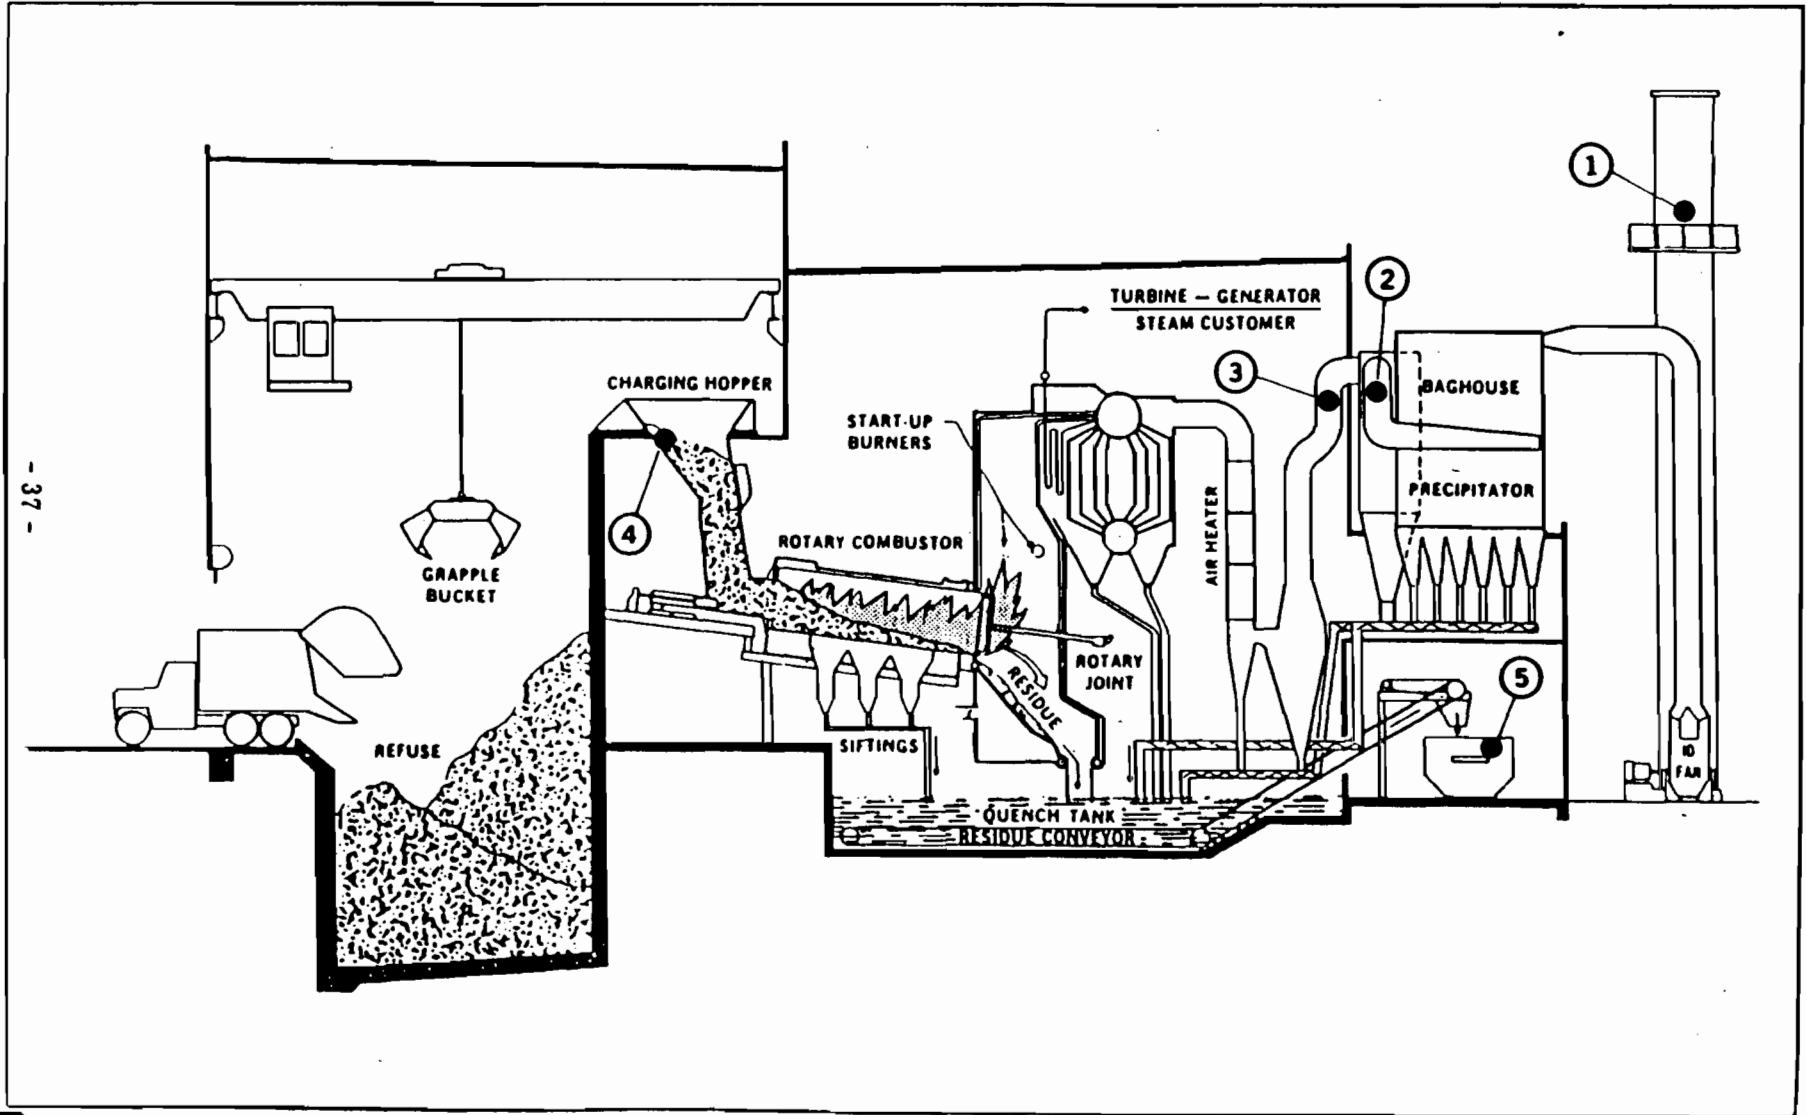 1
2
TURBINE – GENERATOR
STEAM CUSTOMER
3
CHARGING HOPPER
BAGHOUSE
START-UP
BURNERS
- 37 -
PRECIPITATOR
4
AIR HEATER
ROTARY COMBUSTOR
GRAPPLE
BUCKET
ROTARY
JOINT
5
RESIDUE
REFUSE
SIFTINGS
ID
FAN
QUENCH TANK
RESIDUE CONVEYOR